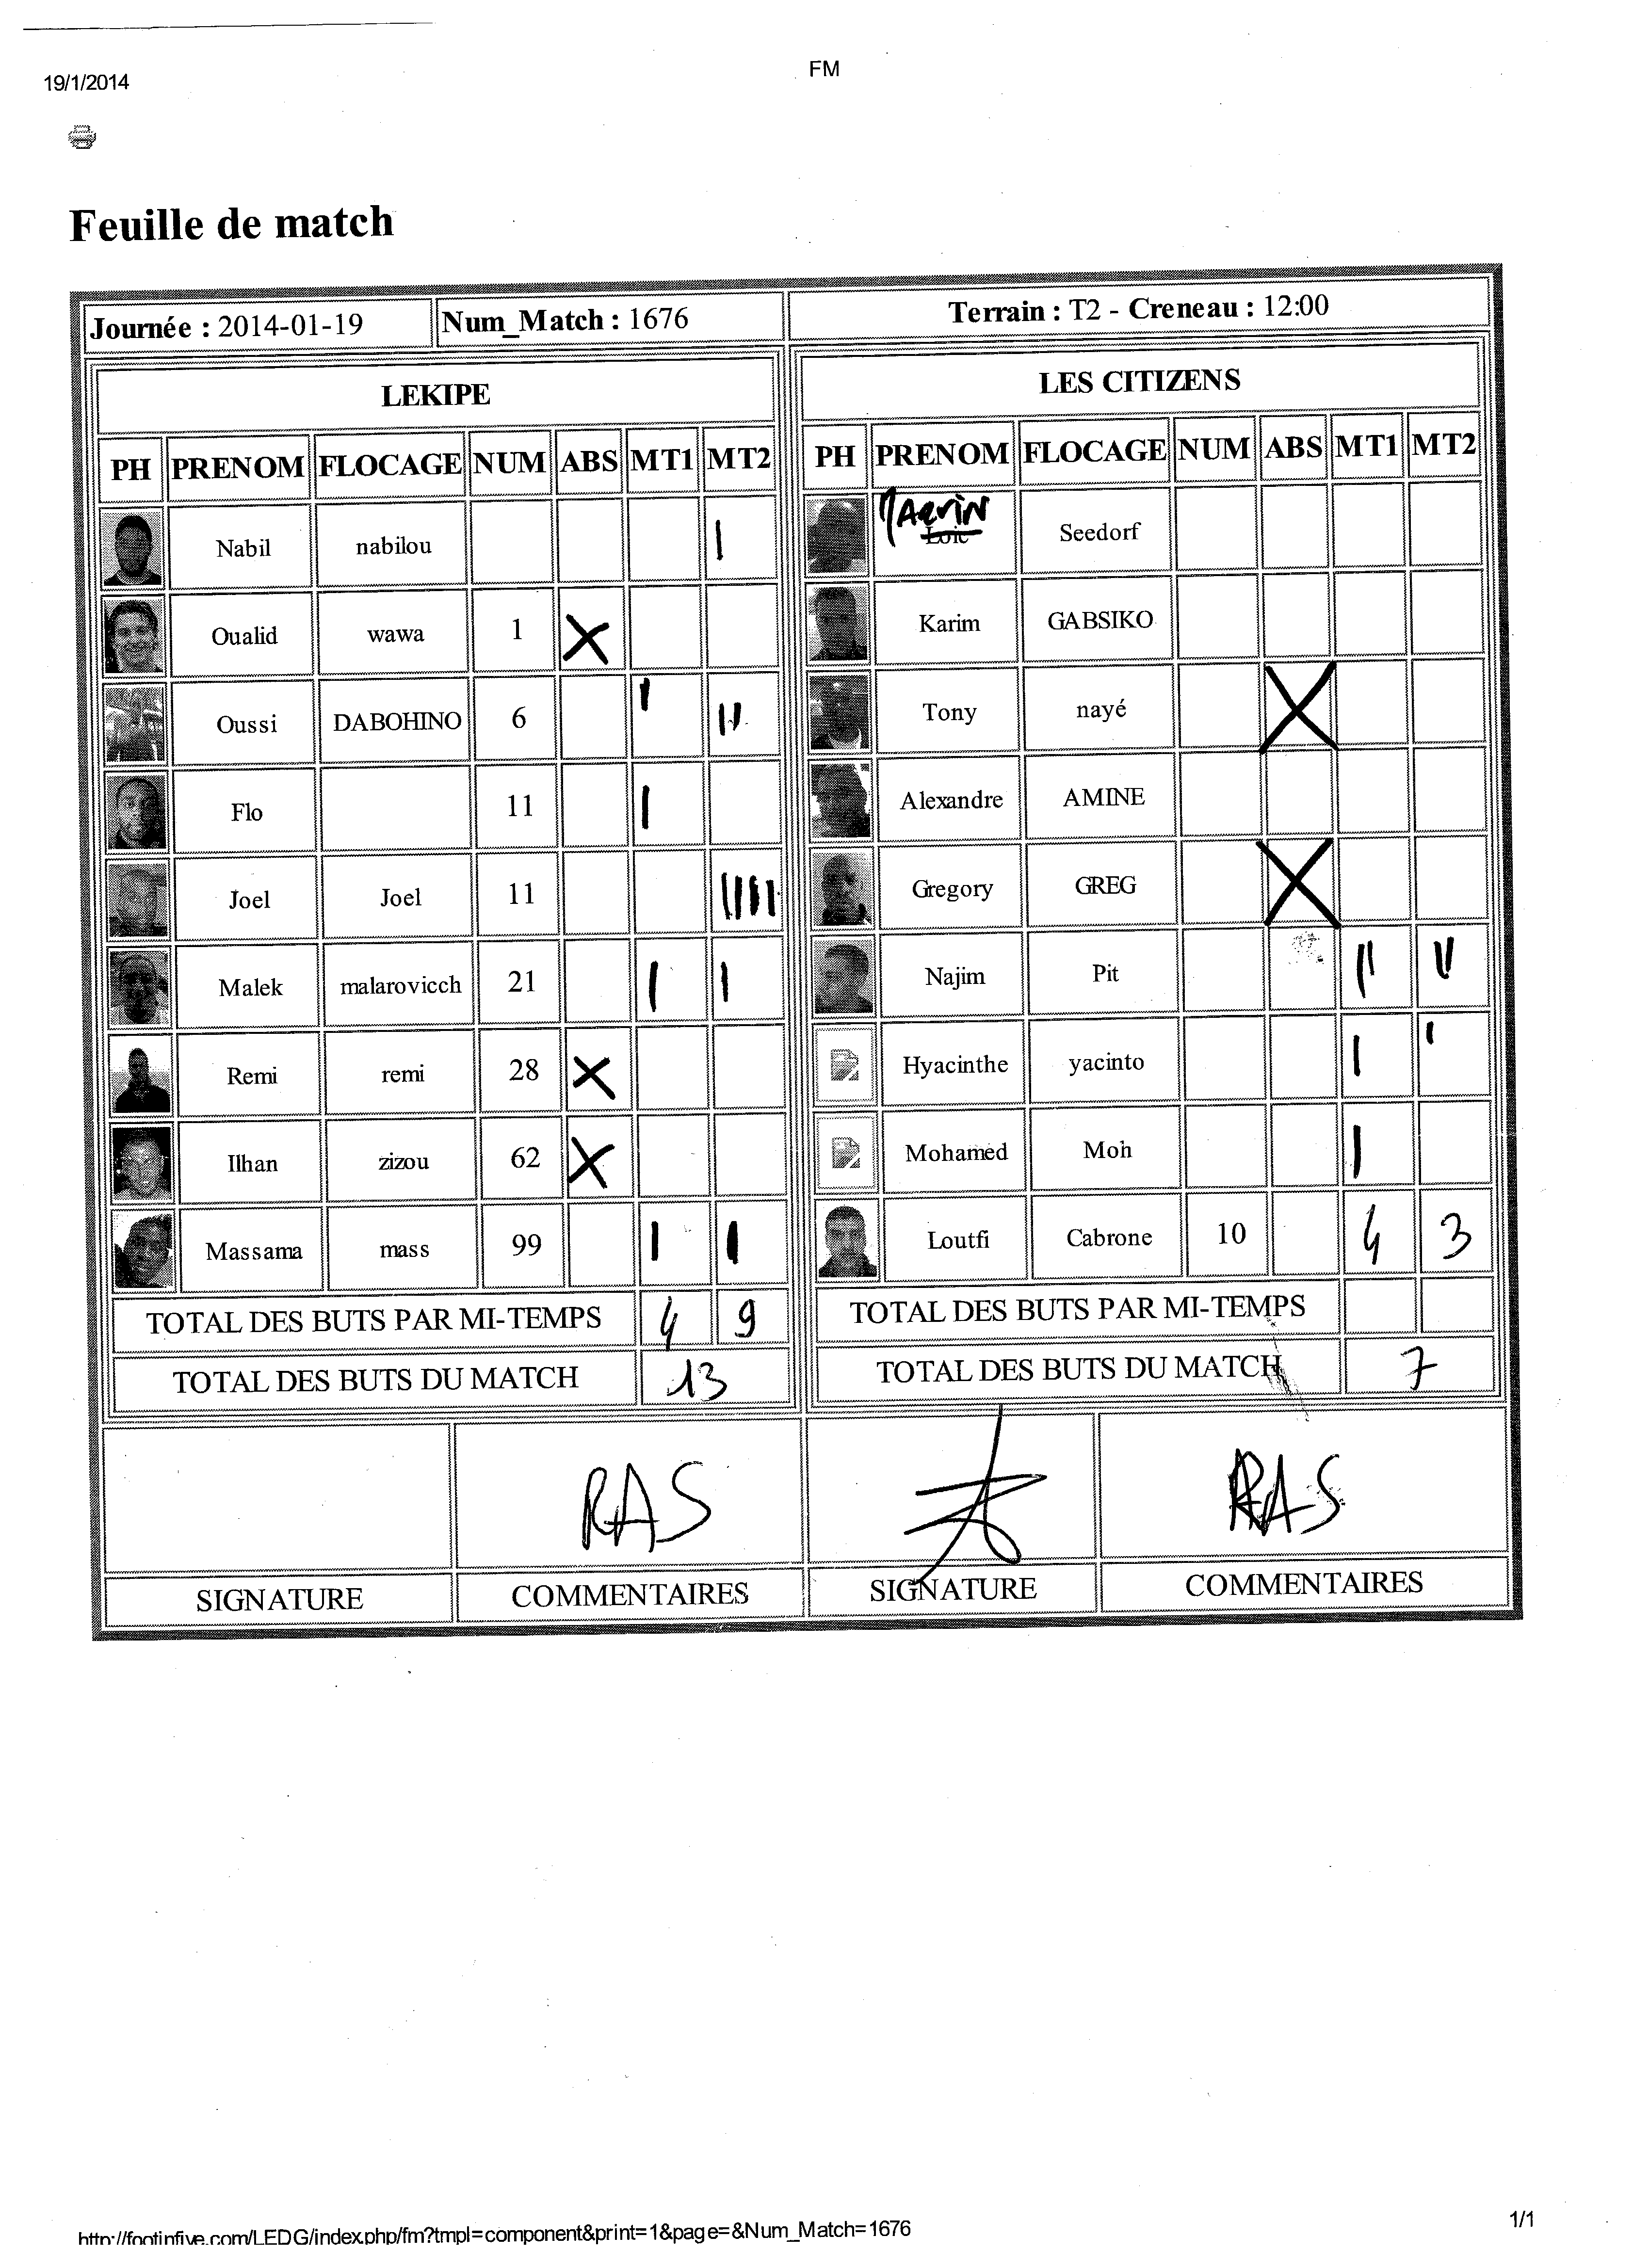 19/1/2014
FM
Feuille de match
Journée : 2014-01-19 Num_Match : 1676 Terrain : T2 - Creneau : 12:00
LEKIPE
PH PRENOM FLOCAGE NUM ABS MT1 MT2
Nabil nabilou |
Oualid wawa 1 X
Oussi DABOHINO 6 | ||
Flo 11 |
Joel Joel 11 ||||
Malek malarovicch 21 | |
Remi remi 28 X
Ilhan zizou 62 X
Massama mass 99 | |
TOTAL DES BUTS PAR MI-TEMPS 4 9
TOTAL DES BUTS DU MATCH 13
RAS
SIGNATURE COMMENTAIRES
LES CITIZENS
PH PRENOM FLOCAGE NUM ABS MT1 MT2
MARVIN
Loic Seedorf
Karim GABSIKO
Tony nayé X
Alexandre AMINE
Gregory GREG X
Najim Pit || ||
Hyacinthe yacinto | |
Mohamed Moh |
Loutfi Cabrone 10 4 3
TOTAL DES BUTS PAR MI-TEMPS
TOTAL DES BUTS DU MATCH 7
RAS
SIGNATURE COMMENTAIRES
http://footinfive.com/LEDG/index.php/fm?tmpl=component&print=1&page=&Num_Match=1676
1/1